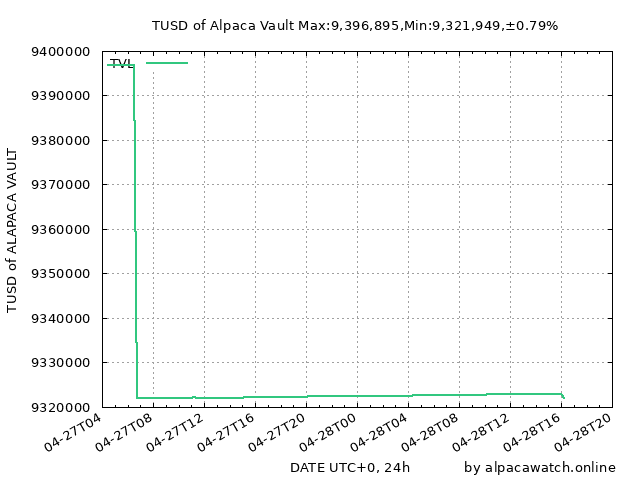 TUSD of Alpaca Vault Max:9,396,895,Min:9,321,949,±0.79%
TVL
9400000
9390000
9380000
9370000
9360000
9350000
9340000
9330000
9320000
TUSD of ALAPACA VAULT
04-27T04
04-27T08
04-27T12
04-27T16
04-27T20
04-28T00
04-28T04
04-28T08
04-28T12
04-28T16
04-28T20
DATE UTC+0, 24h
by alpacawatch.online